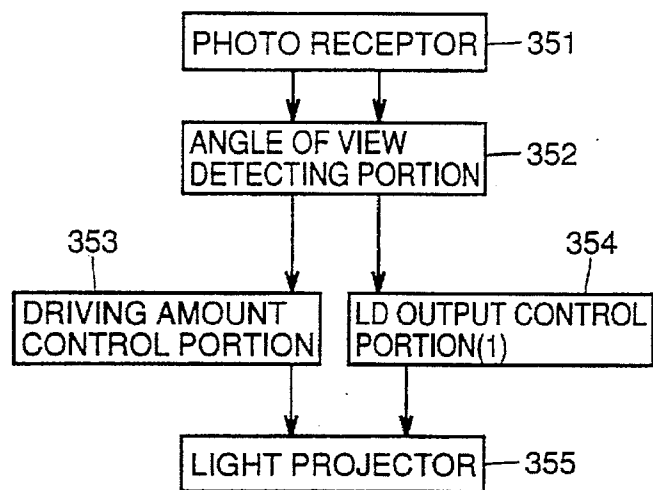 PHOTO RECEPTOR 351
ANGLE OF VIEW
DETECTING PORTION 352
353
354
DRIVING AMOUNT
CONTROL PORTION
LD OUTPUT CONTROL
PORTION(1)
LIGHT PROJECTOR 355